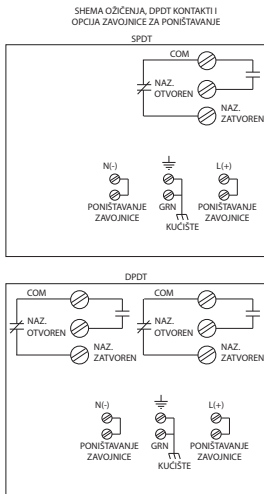 SHEMA OŽIČENJA, DPDT KONTAKTI I
OPCIJA ZAVOJNICE ZA PONIŠTAVANJE
SPDT
COM
NAZ.
OTVOREN
NAZ.
ZATVOREN
N(-)
L(+)
PONIŠTAVANJE
ZAVOJNICE
GRN
PONIŠTAVANJE
ZAVOJNICE
KUĆIŠTE
DPDT
COM
COM
NAZ.
OTVOREN
NAZ.
OTVOREN
NAZ.
ZATVOREN
NAZ.
ZATVOREN
N(-)
L(+)
PONIŠTAVANJE
ZAVOJNICE
GRN
PONIŠTAVANJE
ZAVOJNICE
KUĆIŠTE